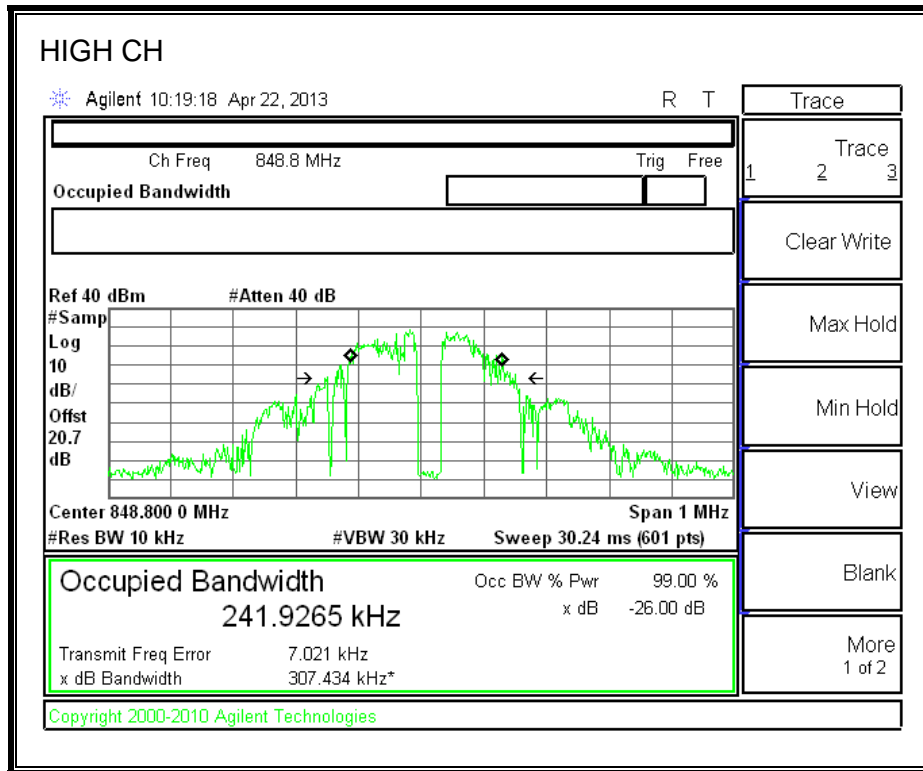 HIGH CH
Agilent 10:19:18 Apr 22, 2013 R T
Trace
Ch Freq 848.8 MHz Trig Free
Occupied Bandwidth
Trace
1 2 3
Clear Write
Max Hold
Min Hold
View
Blank
More
1 of 2
Ref 40 dBm #Atten 40 dB
#Samp
Log
10
dB/
Offst
20.7
dB
Center 848.800 0 MHz Span 1 MHz
#Res BW 10 kHz #VBW 30 kHz Sweep 30.24 ms (601 pts)
Occupied Bandwidth Occ BW % Pwr 99.00 %
241.9265 kHz x dB -26.00 dB
Transmit Freq Error 7.021 kHz
x dB Bandwidth 307.434 kHz*
Copyright 2000-2010 Agilent Technologies